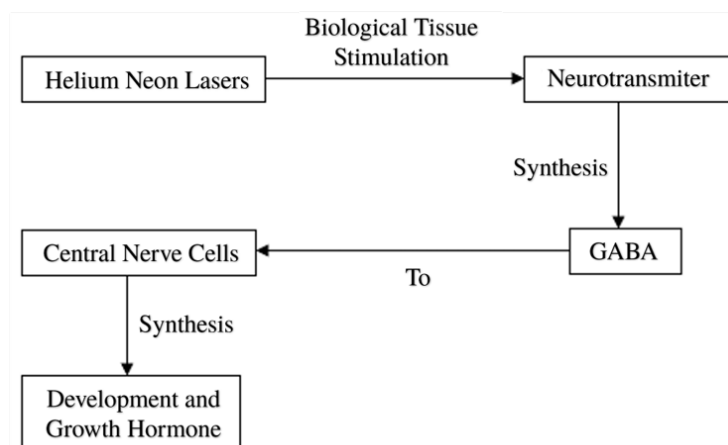 Biological Tissue
Stimulation
Helium Neon Lasers
Neurotransmiter
Synthesis
Central Nerve Cells
GABA
To
Synthesis
Development and
Growth Hormone